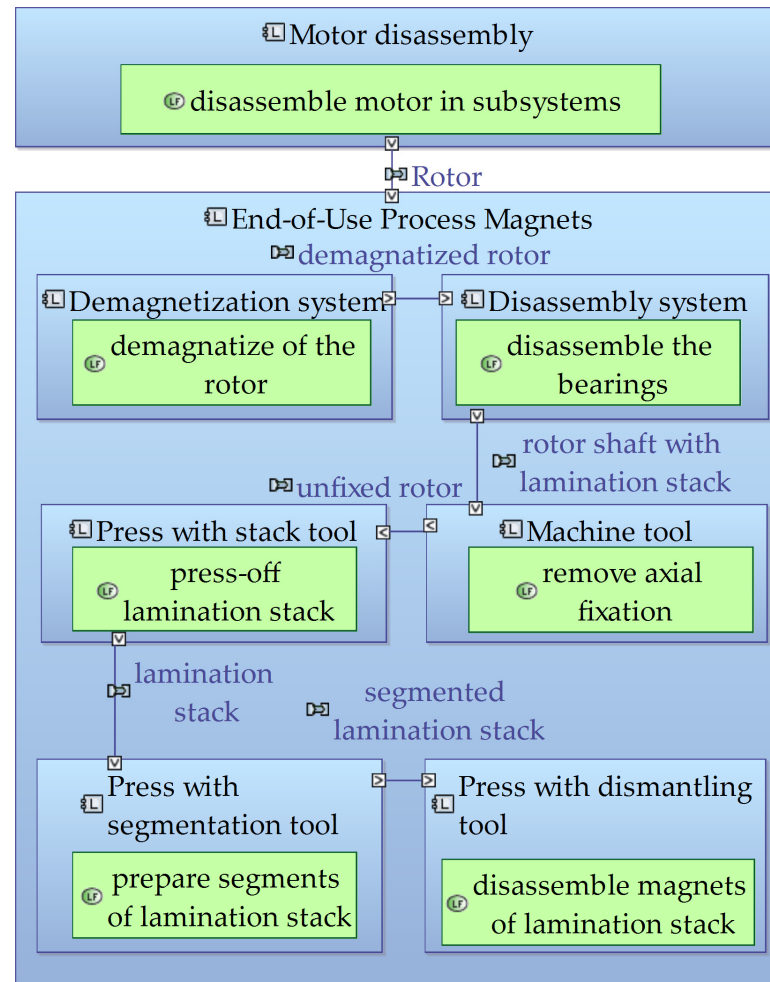 Motor disassembly
disassemble motor in subsystems
Rotor
End-of-Use Process Magnets
demagnatized rotor
Demagnetization system
demagnatize of the
rotor
Disassembly system
disassemble the
bearings
rotor shaft with
lamination stack
unfixed rotor
Press with stack tool
press-off
lamination stack
Machine tool
remove axial
fixation
lamination
stack
segmented
lamination stack
Press with
segmentation tool
prepare segments
of lamination stack
Press with dismantling
tool
disassemble magnets
of lamination stack